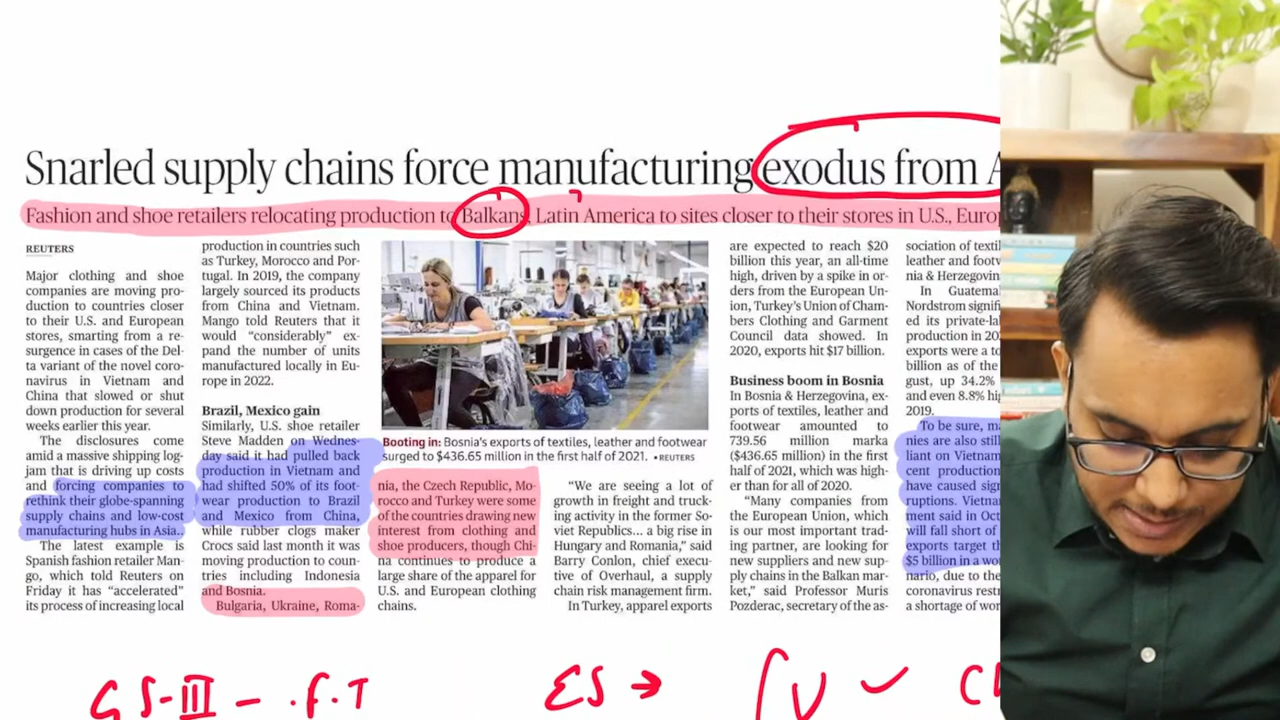 Snarled supply chains force manufacturing exodus from A
Fashion and shoe retailers relocating production to Balkans, Latin America to sites closer to their stores in U.S., Euro
REUTERS
Major clothing and shoe
companies are moving pro-
duction to countries closer
to their U.S. and European
stores, smarting from a re-
surgence in cases of the Del-
ta variant of the novel coro-
navirus in Vietnam and
China that slowed or shut
down production for several
weeks earlier this year.
The disclosures come
amid a massive shipping log-
jam that is driving up costs
and forcing companies to
rethink their globe-spanning
supply chains and low-cost
manufacturing hubs in Asia.
The latest example is
Spanish fashion retailer Man-
go, which told Reuters on
Friday it has “accelerated”
its process of increasing local
production in countries such
as Turkey, Morocco and Por-
tugal. In 2019, the company
largely sourced its products
from China and Vietnam.
Mango told Reuters that it
would “considerably” ex-
pand the number of units
manufactured locally in Eu-
rope in 2022.
Brazil, Mexico gain
Similarly, U.S. shoe retailer
Steve Madden on Wednes-
day said it had pulled back
production in Vietnam and
had shifted 50% of its foot-
wear production to Brazil
and Mexico from China,
while rubber clogs maker
Crocs said last month it was
moving production to coun-
tries including Indonesia
and Bosnia.
Bulgaria, Ukraine, Roma-
Booting in: Bosnia's exports of textiles, leather and footwear
surged to $436.65 million in the first half of 2021. • REUTERS
nia, the Czech Republic, Mo-
rocco and Turkey were some
of the countries drawing new
interest from clothing and
shoe producers, though Chi-
na continues to produce a
large share of the apparel for
U.S. and European clothing
chains.
“We are seeing a lot of
growth in freight and truck-
ing activity in the former So-
viet Republics... a big rise in
Hungary and Romania,” said
Barry Conlon, chief execu-
tive of Overhaul, a supply
chain risk management firm.
In Turkey, apparel exports
are expected to reach $20
billion this year, an all-time
high, driven by a spike in or-
ders from the European Un-
ion, Turkey's Union of Cham-
bers Clothing and Garment
Council data showed. In
2020, exports hit $17 billion.
Business boom in Bosnia
In Bosnia & Herzegovina, ex-
ports of textiles, leather and
footwear amounted to
739.56 million marka
($436.65 million) in the first
half of 2021, which was high-
er than for all of 2020.
“Many companies from
the European Union, which
is our most important trad-
ing partner, are looking for
new suppliers and new sup-
ply chains in the Balkan mar-
ket,” said Professor Muris
Pozderac, secretary of the as-
sociation of textil
leather and footw
nia & Herzegovin
In Guatema
Nordstrom signifi
ed its private-la
production in 20
exports were a to
billion as of the
gust, up 34.2%
and even 8.8% hig
2019.
To be sure, ma
nies are also still
liant on Vietnam
cent production
have caused sig
ruptions. Vietna
ment said in Oct
will fall short of
exports target th
$5 billion in a wo
nario, due to the
coronavirus restr
a shortage of wor
GS-III - .F.T
ES → V ✓ Ch